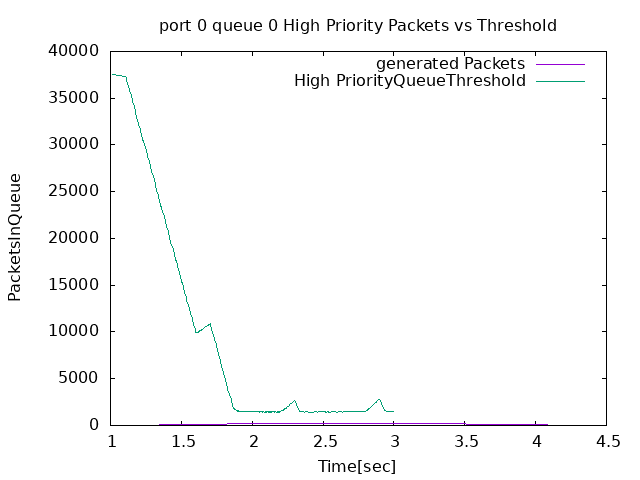 port 0 queue 0 High Priority Packets vs Threshold
40000
35000
30000
25000
20000
15000
10000
5000
0
PacketsInQueue
generated Packets
High PriorityQueueThreshold
1 1.5 2 2.5 3 3.5 4 4.5
Time[sec]